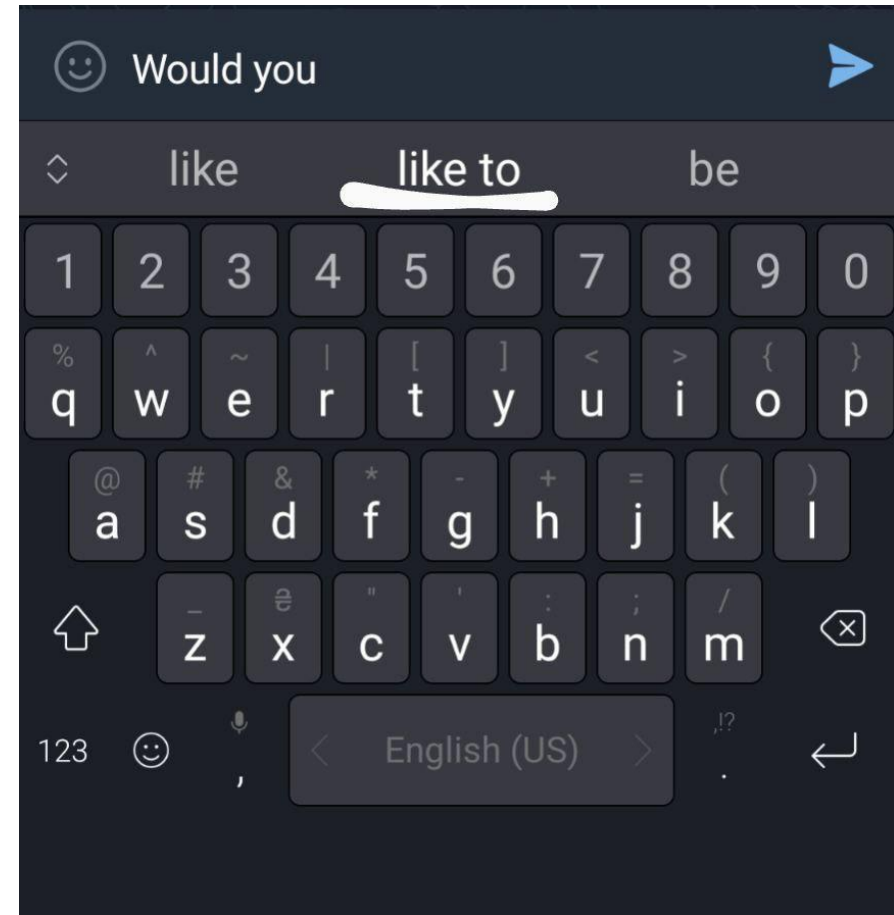 Would you
like like to be
1 2 3 4 5 6 7 8 9 0
% ^ ~ | [ ] < > { }
q w e r t y u i o p
@ # & * - + = ( )
a s d f g h j k l
_ ₴ " ' : ; /
z x c v b n m
,!?
123 , English (US) .